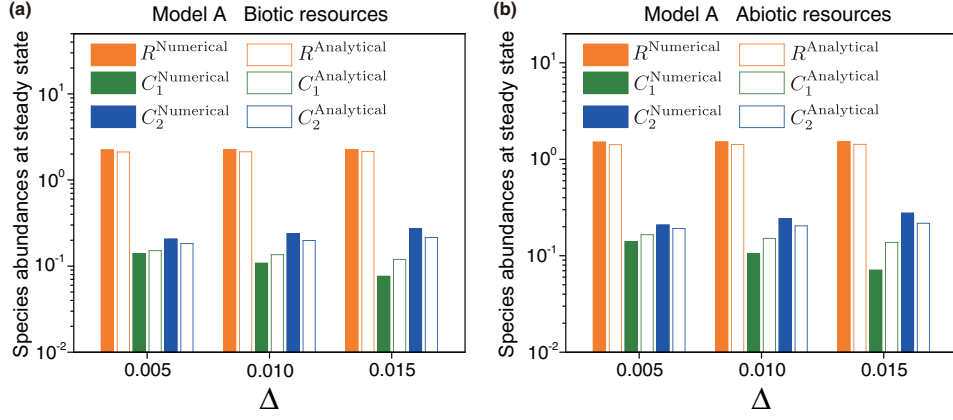 (a) Model A Biotic resources
Species abundances at steady state
R^Numerical R^Analytical
C_1^Numerical C_1^Analytical
C_2^Numerical C_2^Analytical
10^1
10^0
10^-1
10^-2
0.005 0.010 0.015
Δ
(b) Model A Abiotic resources
Species abundances at steady state
R^Numerical R^Analytical
C_1^Numerical C_1^Analytical
C_2^Numerical C_2^Analytical
10^2
10^1
10^0
10^-1
10^-2
0.005 0.010 0.015
Δ